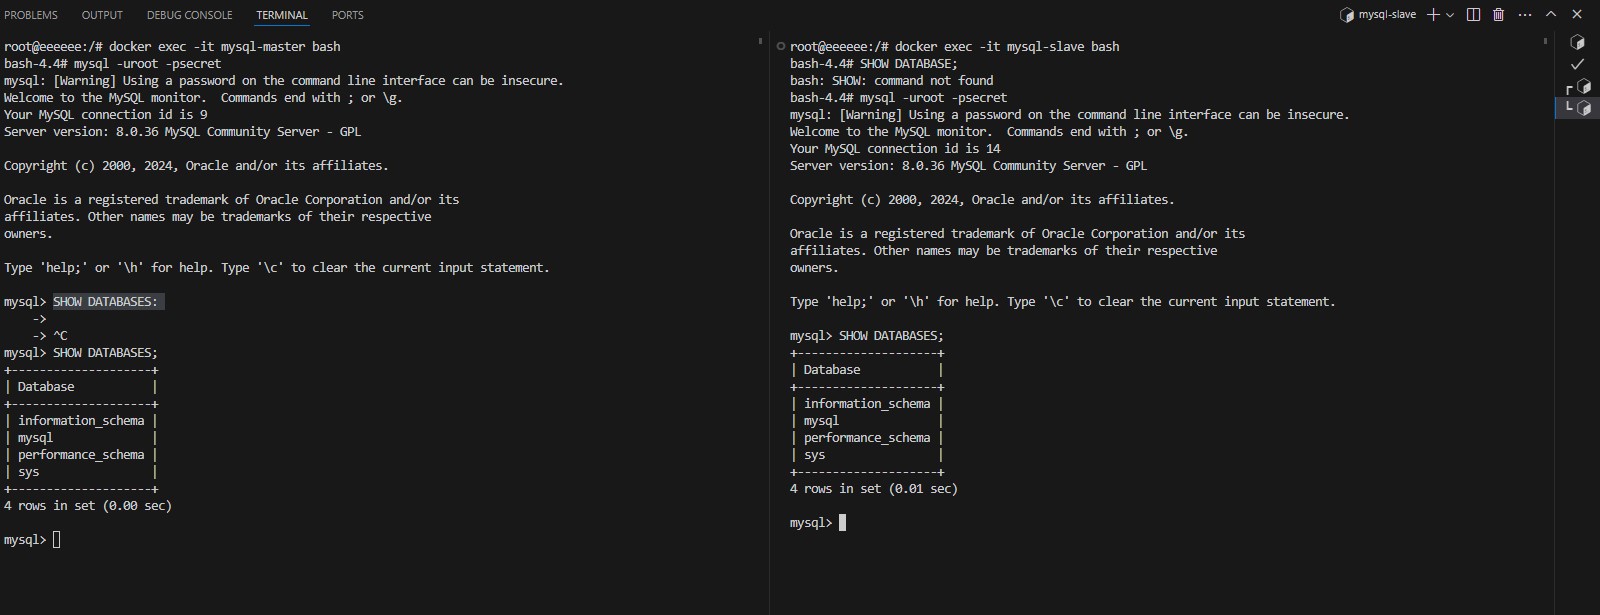 PROBLEMS OUTPUT DEBUG CONSOLE TERMINAL PORTS
mysql-slave
root@eeeeee:/# docker exec -it mysql-master bash
bash-4.4# mysql -uroot -psecret
mysql: [Warning] Using a password on the command line interface can be insecure.
Welcome to the MySQL monitor.  Commands end with ; or \g.
Your MySQL connection id is 9
Server version: 8.0.36 MySQL Community Server - GPL

Copyright (c) 2000, 2024, Oracle and/or its affiliates.

Oracle is a registered trademark of Oracle Corporation and/or its
affiliates. Other names may be trademarks of their respective
owners.

Type 'help;' or '\h' for help. Type '\c' to clear the current input statement.

mysql> SHOW DATABASES:
    ->
    -> ^C
mysql> SHOW DATABASES;
+--------------------+
| Database           |
+--------------------+
| information_schema |
| mysql              |
| performance_schema |
| sys                |
+--------------------+
4 rows in set (0.00 sec)

mysql>
root@eeeeee:/# docker exec -it mysql-slave bash
bash-4.4# SHOW DATABASE;
bash: SHOW: command not found
bash-4.4# mysql -uroot -psecret
mysql: [Warning] Using a password on the command line interface can be insecure.
Welcome to the MySQL monitor.  Commands end with ; or \g.
Your MySQL connection id is 14
Server version: 8.0.36 MySQL Community Server - GPL

Copyright (c) 2000, 2024, Oracle and/or its affiliates.

Oracle is a registered trademark of Oracle Corporation and/or its
affiliates. Other names may be trademarks of their respective
owners.

Type 'help;' or '\h' for help. Type '\c' to clear the current input statement.

mysql> SHOW DATABASES;
+--------------------+
| Database           |
+--------------------+
| information_schema |
| mysql              |
| performance_schema |
| sys                |
+--------------------+
4 rows in set (0.01 sec)

mysql>